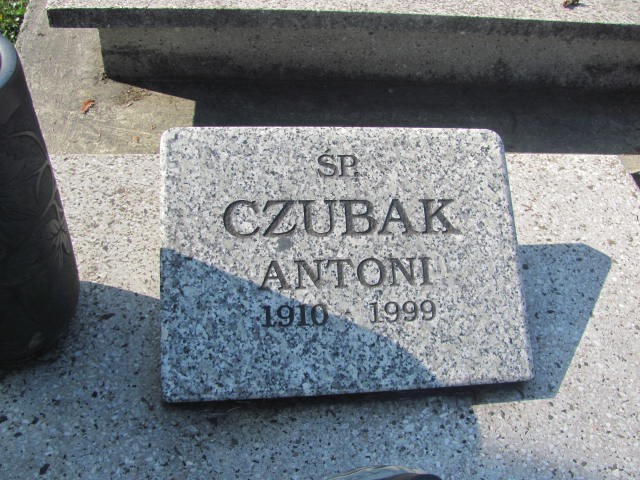 ŚP.
CZUBAK
ANTONI
1910 - 1999